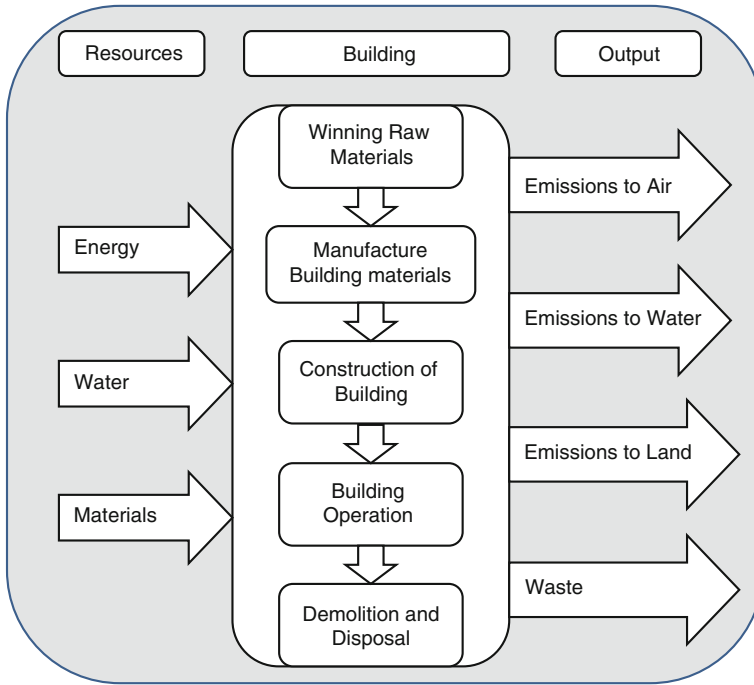 Resources
Building
Output
Winning Raw
Materials
Manufacture
Building materials
Construction of
Building
Building
Operation
Demolition and
Disposal
Energy
Water
Materials
Emissions to Air
Emissions to Water
Emissions to Land
Waste